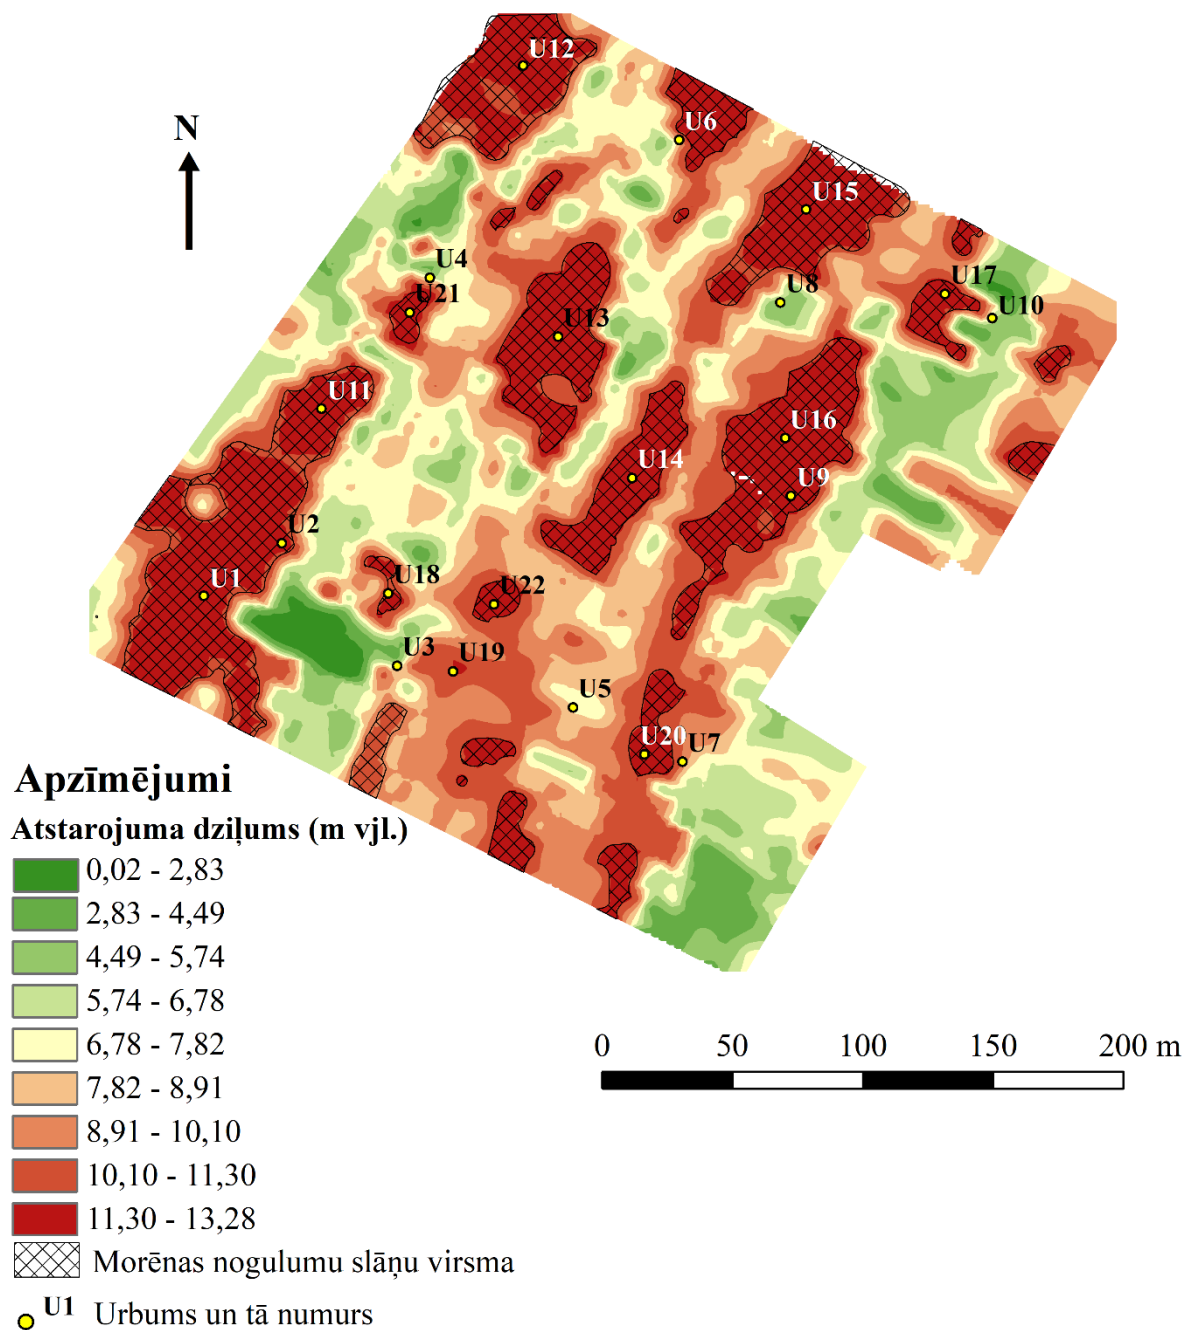 U12
N
U6
U15
U4
U17
U8
U10
U21
U13
U11
U16
U14
U9
U2
U18
U1
U22
U3
U19
U5
U20
U7
Apzīmējumi
Atstarojuma dziļums (m vjl.)
0,02 - 2,83
2,83 - 4,49
4,49 - 5,74
5,74 - 6,78
6,78 - 7,82
7,82 - 8,91
8,91 - 10,10
10,10 - 11,30
11,30 - 13,28
Morēnas nogulumu slāņu virsma
U1 Urbums un tā numurs
0 50 100 150 200 m